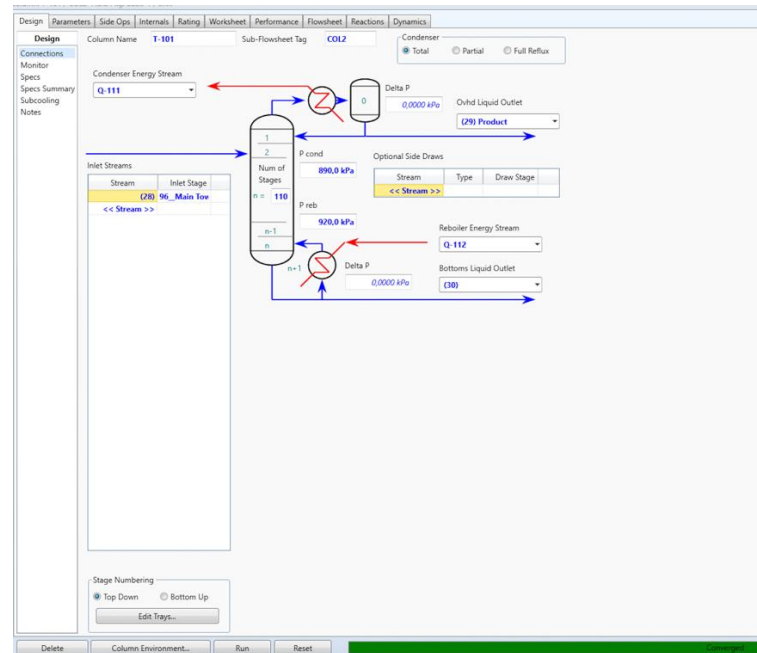 Design Parameters Side Ops Internals Rating Worksheet Performance Flowsheet Reactions Dynamics
Design
Connections
Monitor
Specs
Specs Summary
Subcooling
Notes
Column Name T-101 Sub-Flowsheet Tag COL2
Condenser
Total Partial Full Reflux
Condenser Energy Stream
Q-111
0
Delta P
0,0000 kPa
Ovhd Liquid Outlet
(29) Product
Inlet Streams
Stream Inlet Stage
(28) 96__Main Tow
<< Stream >>
1
2
Num of
Stages
n = 110
n-1
n
n+1
P cond
890,0 kPa
Optional Side Draws
Stream Type Draw Stage
<< Stream >>
P reb
920,0 kPa
Reboiler Energy Stream
Q-112
Delta P
0,0000 kPa
Bottoms Liquid Outlet
(30)
Stage Numbering
Top Down Bottom Up
Edit Trays...
Delete Column Environment... Run Reset Converged